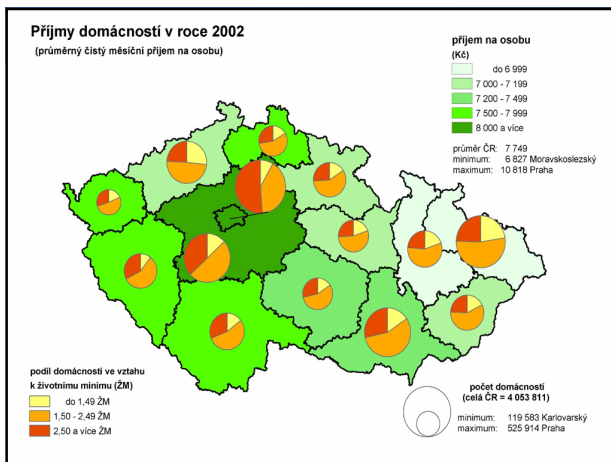 Příjmy domácností v roce 2002
(průměrný čistý měsíční příjem na osobu)
příjem na osobu
(Kč)
do 6 999
7 000 - 7 199
7 200 - 7 499
7 500 - 7 999
8 000 a více
průměr ČR: 7 749
minimum: 6 827 Moravskoslezský
maximum: 10 818 Praha
podíl domácností ve vztahu
k životnímu minimu (ŽM)
do 1,49 ŽM
1,50 - 2,49 ŽM
2,50 a více ŽM
počet domácností
(celá ČR = 4 053 811)
minimum: 119 583 Karlovarský
maximum: 525 914 Praha